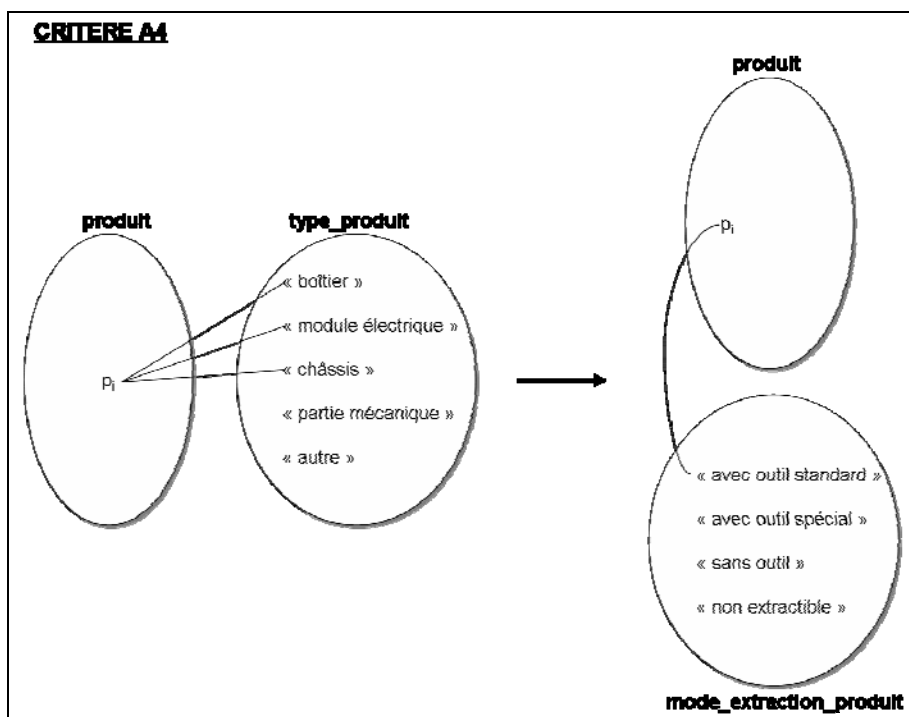 CRITERE A4
produit
type_produit
« boîtier »
« module électrique »
pi
« châssis »
« partie mécanique »
« autre »
produit
pi
« avec outil standard »
« avec outil spécial »
« sans outil »
« non extractible »
mode_extraction_produit